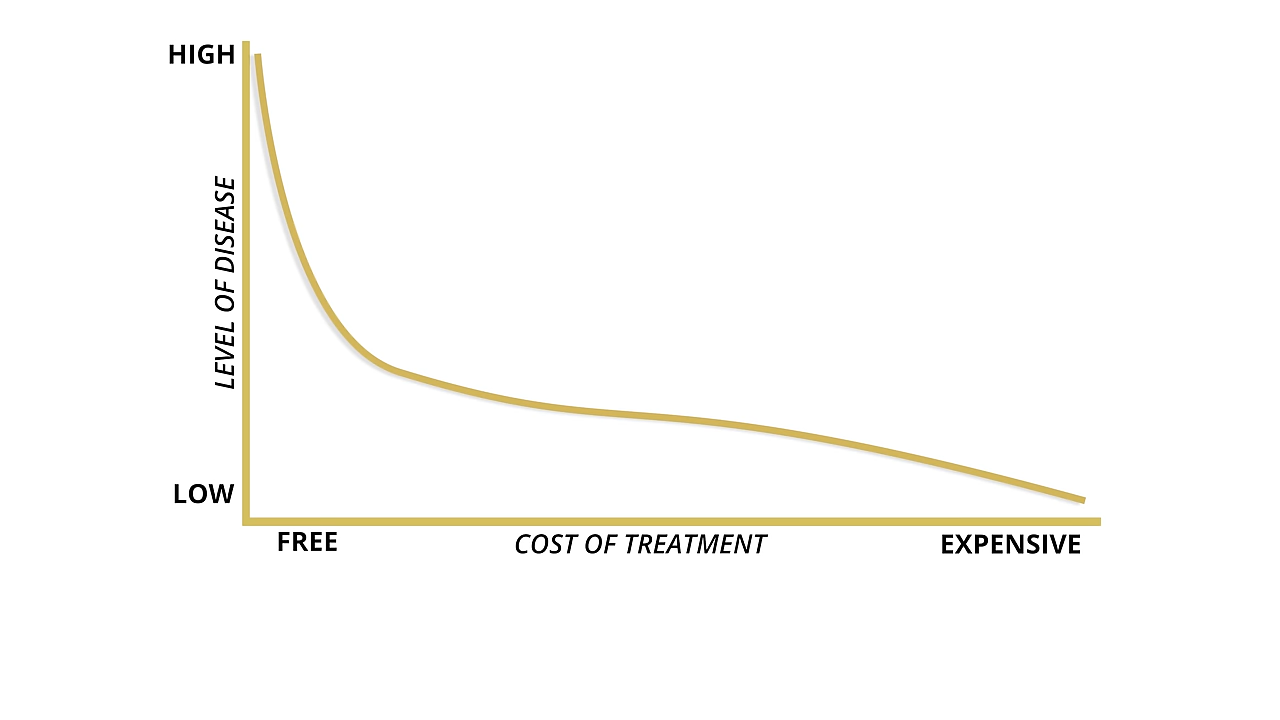 HIGH
LEVEL OF DISEASE
LOW
FREE
COST OF TREATMENT
EXPENSIVE